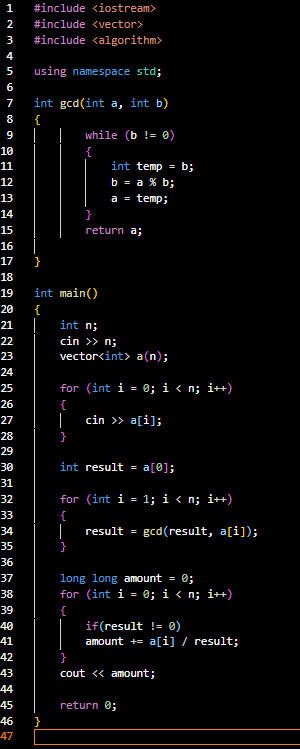 1 #include <iostream>
2 #include <vector>
3 #include <algorithm>
4
5 using namespace std;
6
7 int gcd(int a, int b)
8 {
9 while (b != 0)
10 {
11 int temp = b;
12 b = a % b;
13 a = temp;
14 }
15 return a;
16
17 }
18
19 int main()
20 {
21 int n;
22 cin >> n;
23 vector<int> a(n);
24
25 for (int i = 0; i < n; i++)
26 {
27 cin >> a[i];
28 }
29
30 int result = a[0];
31
32 for (int i = 1; i < n; i++)
33 {
34 result = gcd(result, a[i]);
35 }
36
37 long long amount = 0;
38 for (int i = 0; i < n; i++)
39 {
40 if(result != 0)
41 amount += a[i] / result;
42 }
43 cout << amount;
44
45 return 0;
46 }
47